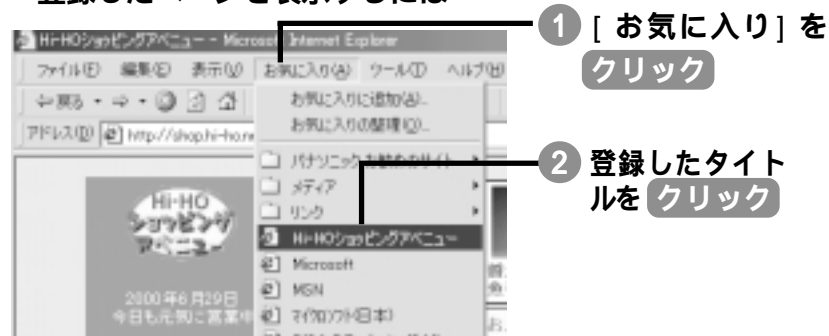 登録したページを表示するには
1 [お気に入り]を
クリック
2 登録したタイト
ルを クリック
Hi-HOショッピングアベニュー - Microsoft Internet Explorer
ファイル(F) 編集(E) 表示(V) お気に入り(A) ツール(T) ヘルプ(H)
戻る
アドレス(D) http://shop.hi-ho.ne
お気に入りに追加(A)...
お気に入りの整理(O)...
パナソニックお勧めのサイト
メディア
リンク
Hi-HOショッピングアベニュー
Microsoft
MSN
マイクロソフト(日本)
Hi-HO
ショッピング
アベニュー
2000年6月29日
今日も元気に営業中